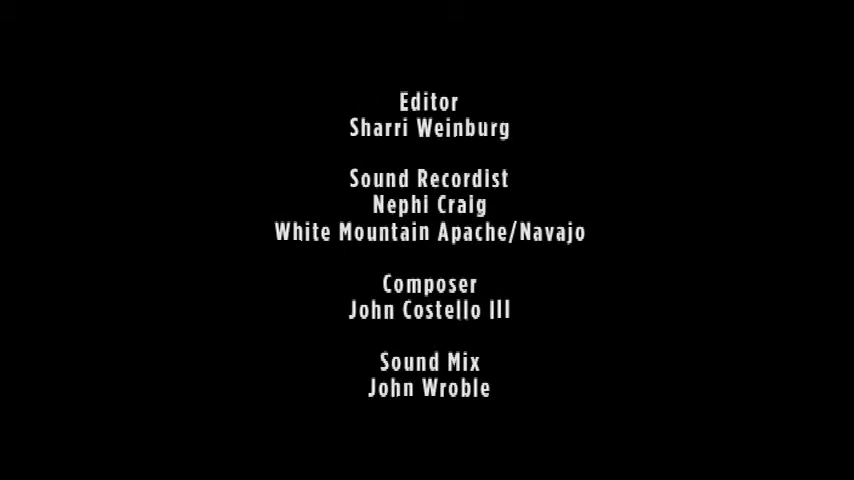 Editor
Sharri Weinburg
Sound Recordist
Nephi Craig
White Mountain Apache/Navajo
Composer
John Costello III
Sound Mix
John Wroble